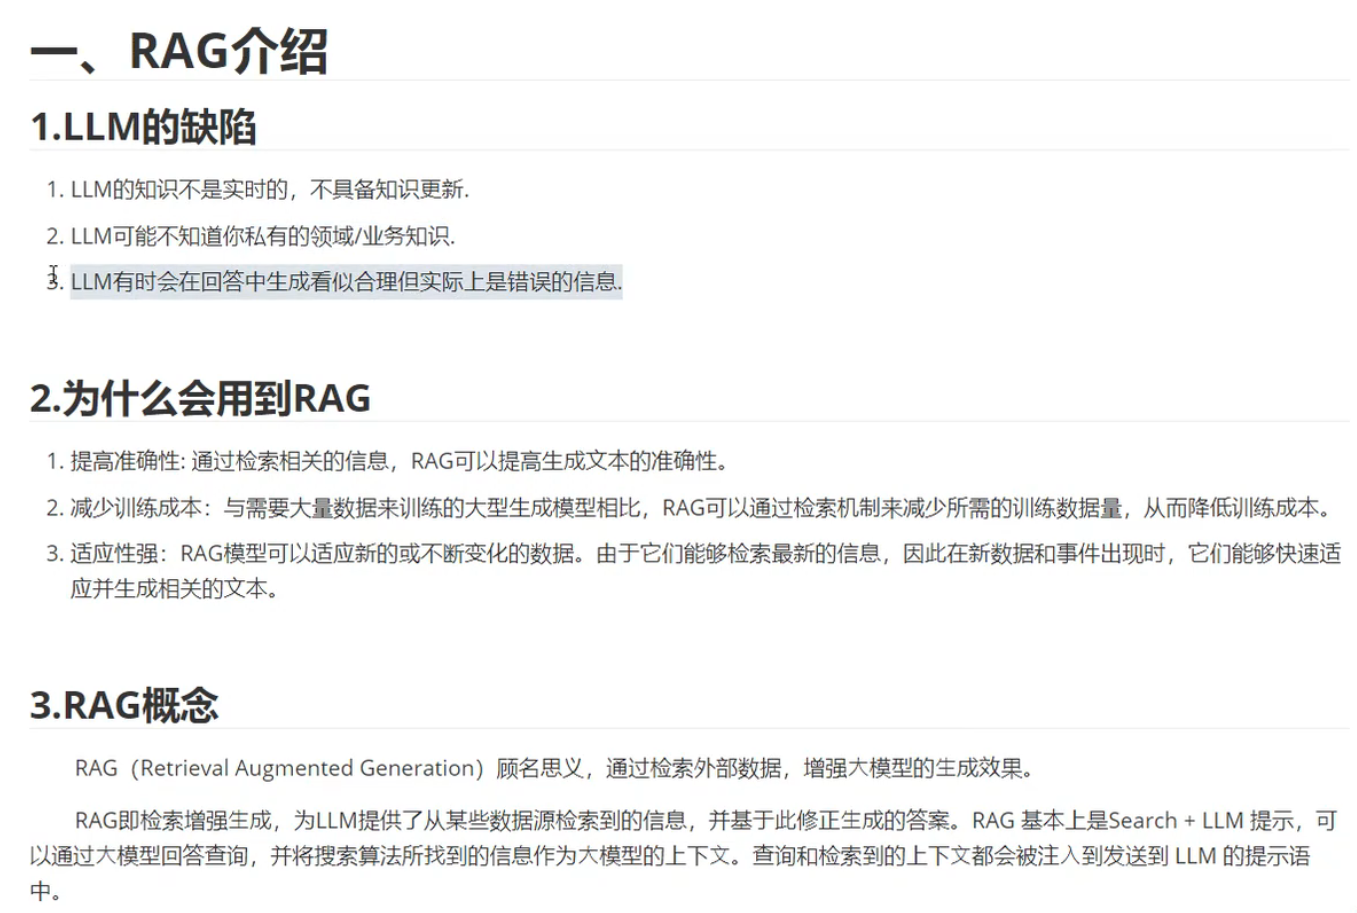 一、RAG介绍
1.LLM的缺陷
1. LLM的知识不是实时的，不具备知识更新.
2. LLM可能不知道你私有的领域/业务知识.
3. LLM有时会在回答中生成看似合理但实际上是错误的信息.
2.为什么会用到RAG
1. 提高准确性: 通过检索相关的信息，RAG可以提高生成文本的准确性。
2. 减少训练成本：与需要大量数据来训练的大型生成模型相比，RAG可以通过检索机制来减少所需的训练数据量，从而降低训练成本。
3. 适应性强：RAG模型可以适应新的或不断变化的数据。由于它们能够检索最新的信息，因此在新数据和事件出现时，它们能够快速适
应并生成相关的文本。
3.RAG概念
RAG（Retrieval Augmented Generation）顾名思义，通过检索外部数据，增强大模型的生成效果。
RAG即检索增强生成，为LLM提供了从某些数据源检索到的信息，并基于此修正生成的答案。RAG 基本上是Search + LLM 提示，可
以通过大模型回答查询，并将搜索算法所找到的信息作为大模型的上下文。查询和检索到的上下文都会被注入到发送到 LLM 的提示语
中。